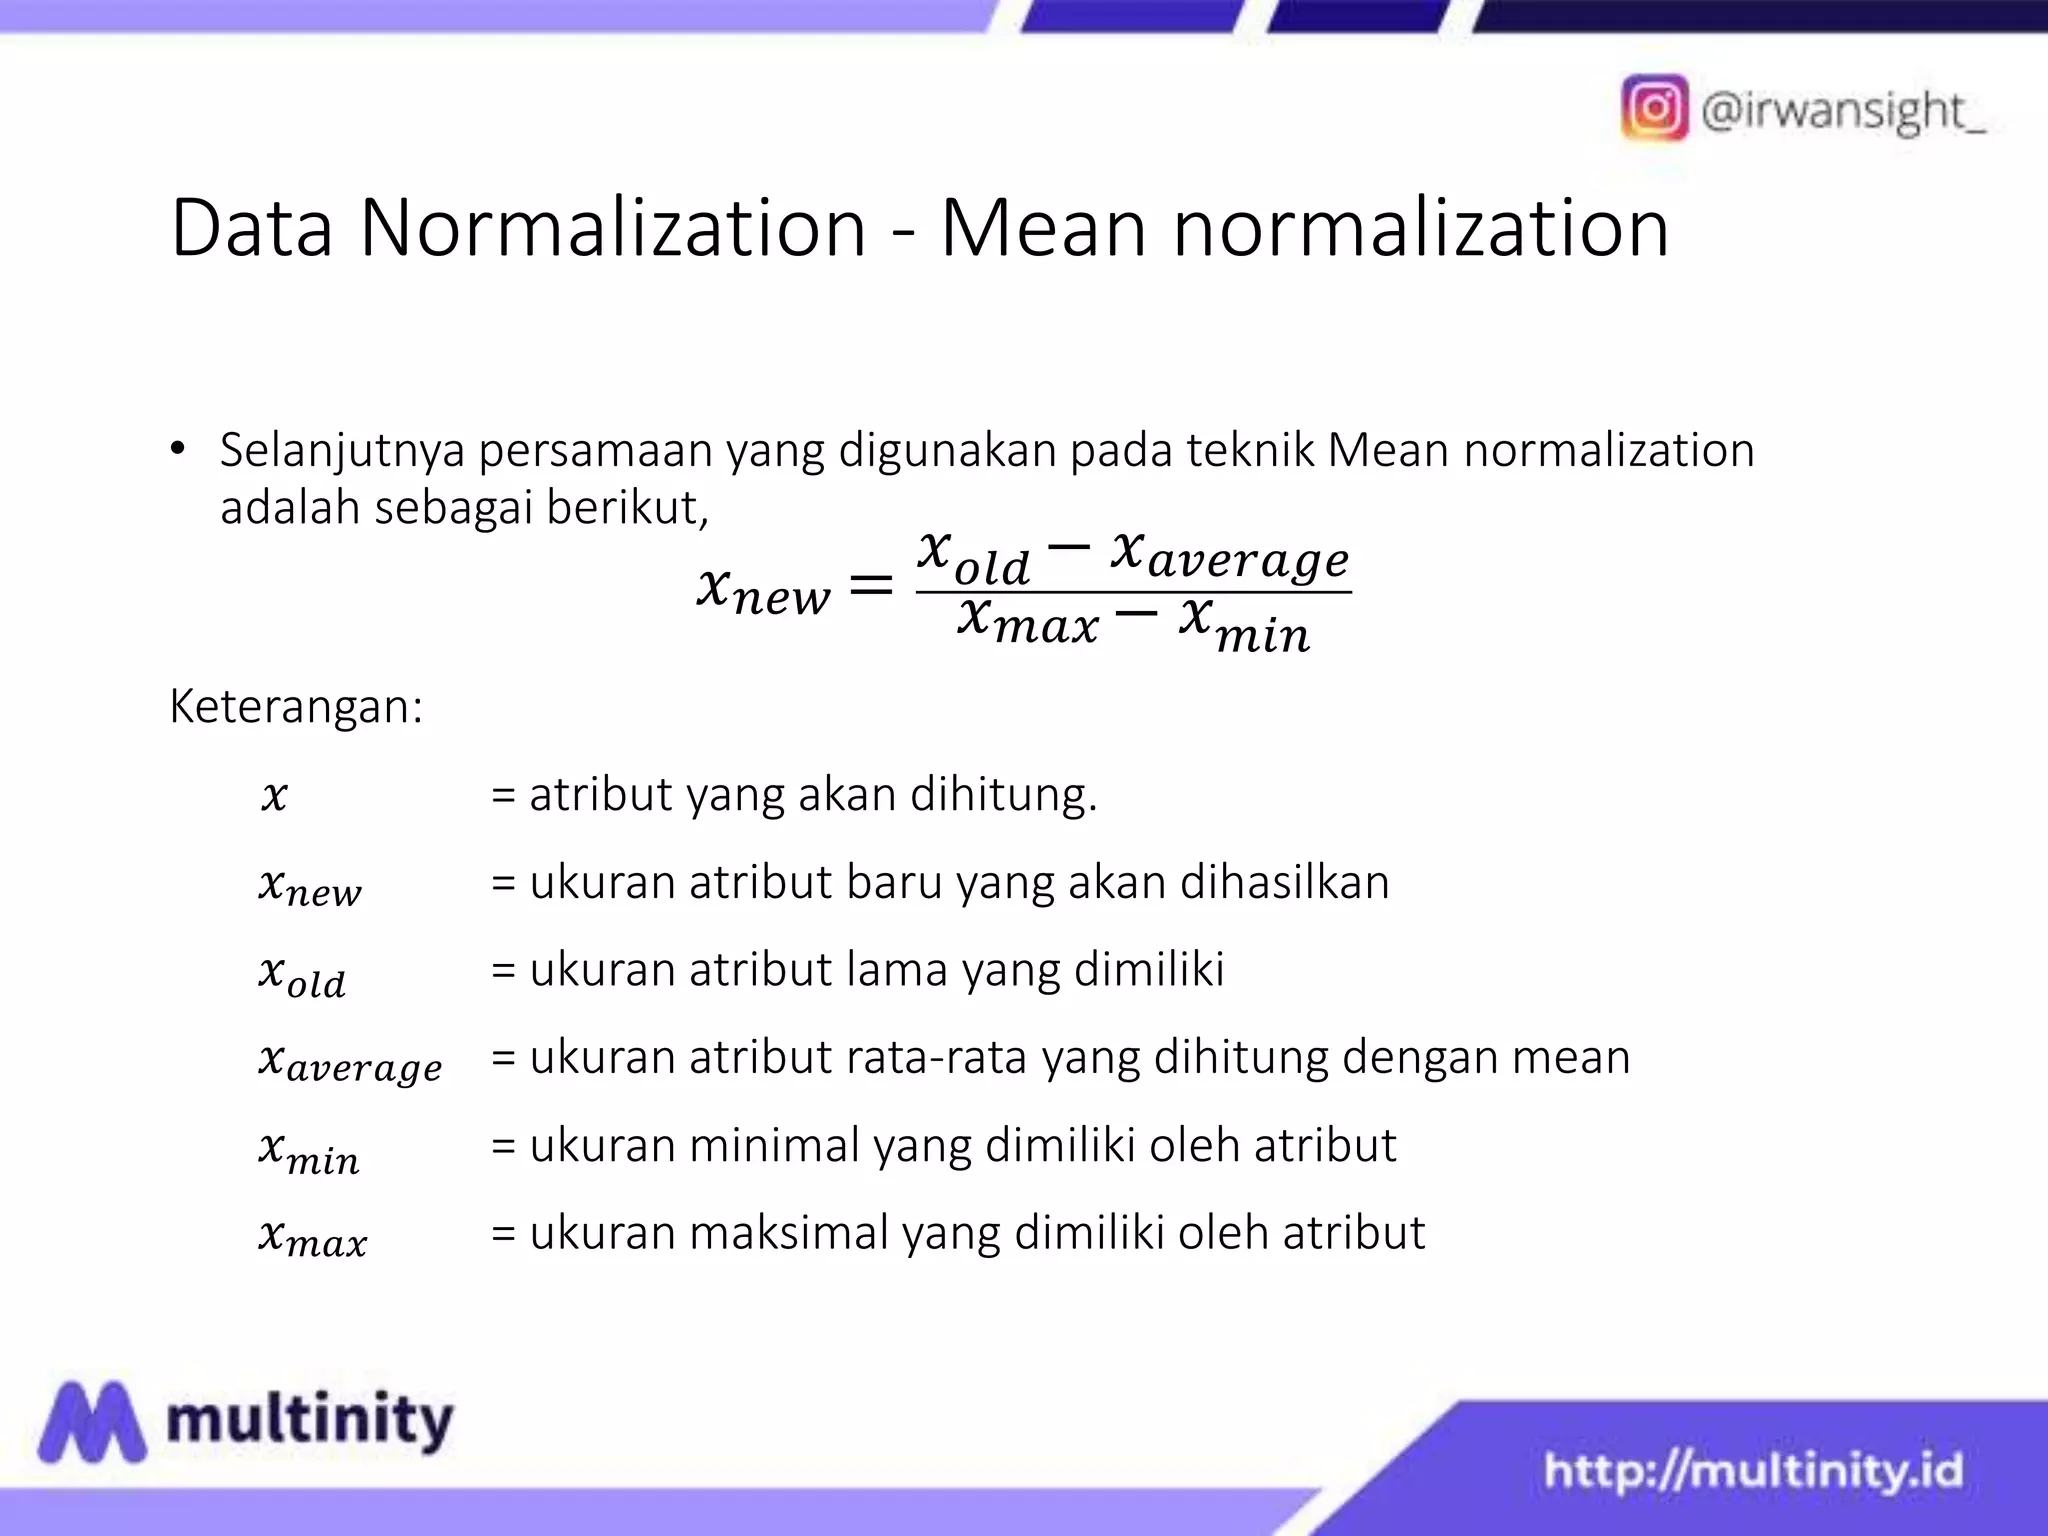 @irwansight_
Data Normalization - Mean normalization
• Selanjutnya persamaan yang digunakan pada teknik Mean normalization
adalah sebagai berikut,
x_new = (x_old − x_average) / (x_max − x_min)
Keterangan:
x = atribut yang akan dihitung.
x_new = ukuran atribut baru yang akan dihasilkan
x_old = ukuran atribut lama yang dimiliki
x_average = ukuran atribut rata-rata yang dihitung dengan mean
x_min = ukuran minimal yang dimiliki oleh atribut
x_max = ukuran maksimal yang dimiliki oleh atribut
multinity
http://multinity.id